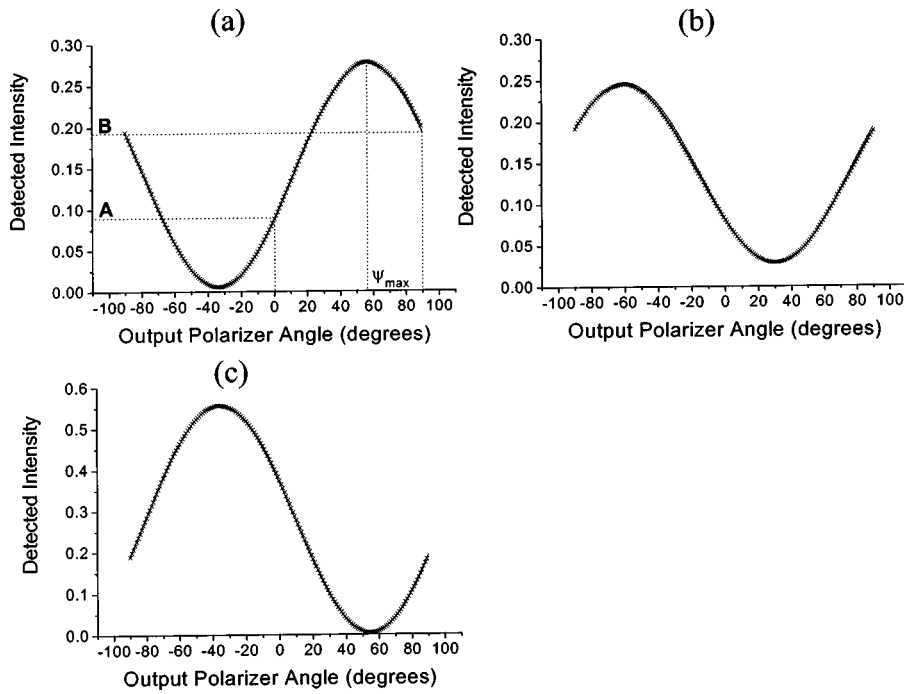 (a)
Detected Intensity
0.30
0.25
0.20
0.15
0.10
0.05
0.00
B
A
Ψmax
-100 -80 -60 -40 -20 0 20 40 60 80 100
Output Polarizer Angle (degrees)
(b)
Detected Intensity
0.30
0.25
0.20
0.15
0.10
0.05
0.00
-100 -80 -60 -40 -20 0 20 40 60 80 100
Output Polarizer Angle (degrees)
(c)
Detected Intensity
0.6
0.5
0.4
0.3
0.2
0.1
0.0
-100 -80 -60 -40 -20 0 20 40 60 80 100
Output Polarizer Angle (degrees)